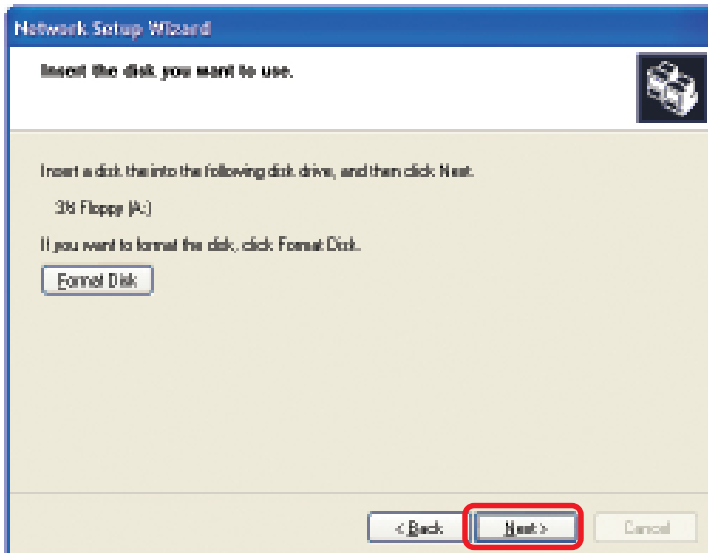 Network Setup Wizard
Insert the disk you want to use.
Insert a disk the into the following disk drive, and then click Next.
3½ Floppy (A:)
If you want to format the disk, click Format Disk.
Format Disk
< Back
Next >
Cancel